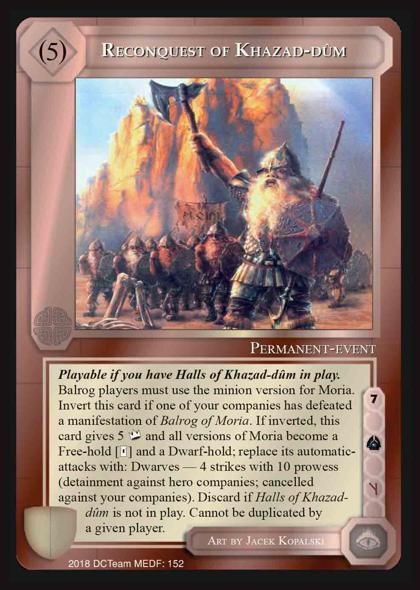 (5)
RECONQUEST OF KHAZAD-DÛM
PERMANENT-EVENT
Playable if you have Halls of Khazad-dûm in play.
Balrog players must use the minion version for Moria.
Invert this card if one of your companies has defeated
a manifestation of Balrog of Moria. If inverted, this
card gives 5 and all versions of Moria become a
Free-hold [] and a Dwarf-hold; replace its automatic-
attacks with: Dwarves — 4 strikes with 10 prowess
(detainment against hero companies; cancelled
against your companies). Discard if Halls of Khazad-
dûm is not in play. Cannot be duplicated by
a given player.
7
ART BY JACEK KOPALSKI
2018 DCTeam MEDF: 152